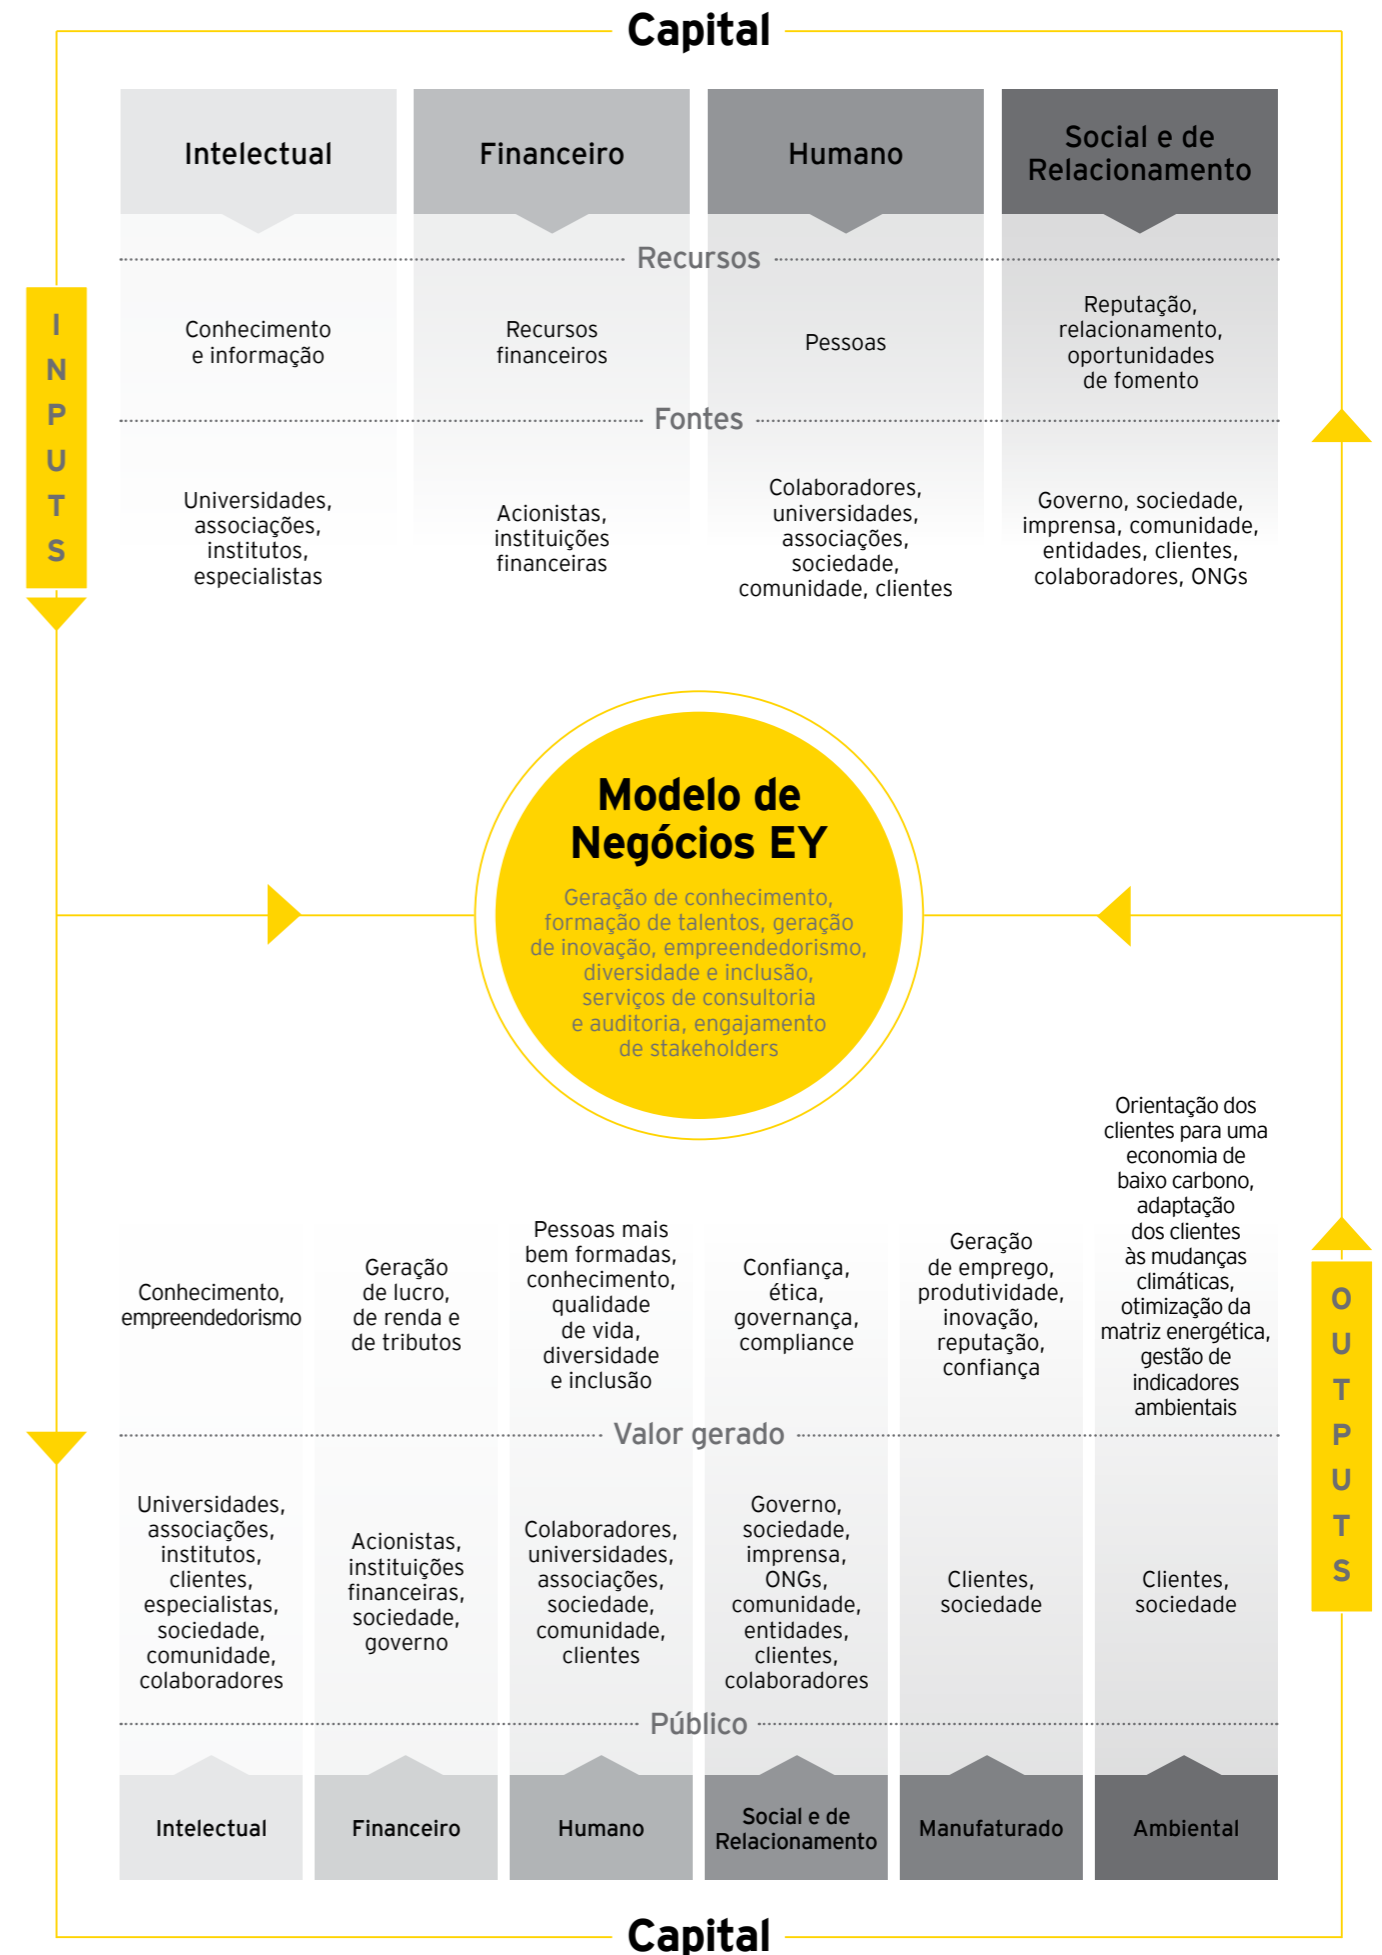 Capital
Intelectual
Financeiro
Humano
Social e de
Relacionamento
Recursos
Conhecimento
e informação
Recursos
financeiros
Pessoas
Reputação,
relacionamento,
oportunidades
de fomento
Fontes
Universidades,
associações,
institutos,
especialistas
Acionistas,
instituições
financeiras
Colaboradores,
universidades,
associações,
sociedade,
comunidade, clientes
Governo, sociedade,
imprensa, comunidade,
entidades, clientes,
colaboradores, ONGs
INPUTS
Modelo de
Negócios EY
Geração de conhecimento,
formação de talentos, geração
de inovação, empreendedorismo,
diversidade e inclusão,
serviços de consultoria
e auditoria, engajamento
de stakeholders
Conhecimento,
empreendedorismo
Geração
de lucro,
de renda e
de tributos
Pessoas mais
bem formadas,
conhecimento,
qualidade
de vida,
diversidade
e inclusão
Confiança,
ética,
governança,
compliance
Geração
de emprego,
produtividade,
inovação,
reputação,
confiança
Orientação dos
clientes para uma
economia de
baixo carbono,
adaptação
dos clientes
às mudanças
climáticas,
otimização da
matriz energética,
gestão de
indicadores
ambientais
OUTPUTS
Valor gerado
Universidades,
associações,
institutos,
clientes,
especialistas,
sociedade,
comunidade,
colaboradores
Acionistas,
instituições
financeiras,
sociedade,
governo
Colaboradores,
universidades,
associações,
sociedade,
comunidade,
clientes
Governo,
sociedade,
imprensa,
ONGs,
comunidade,
entidades,
clientes,
colaboradores
Clientes,
sociedade
Clientes,
sociedade
Público
Intelectual
Financeiro
Humano
Social e de
Relacionamento
Manufaturado
Ambiental
Capital